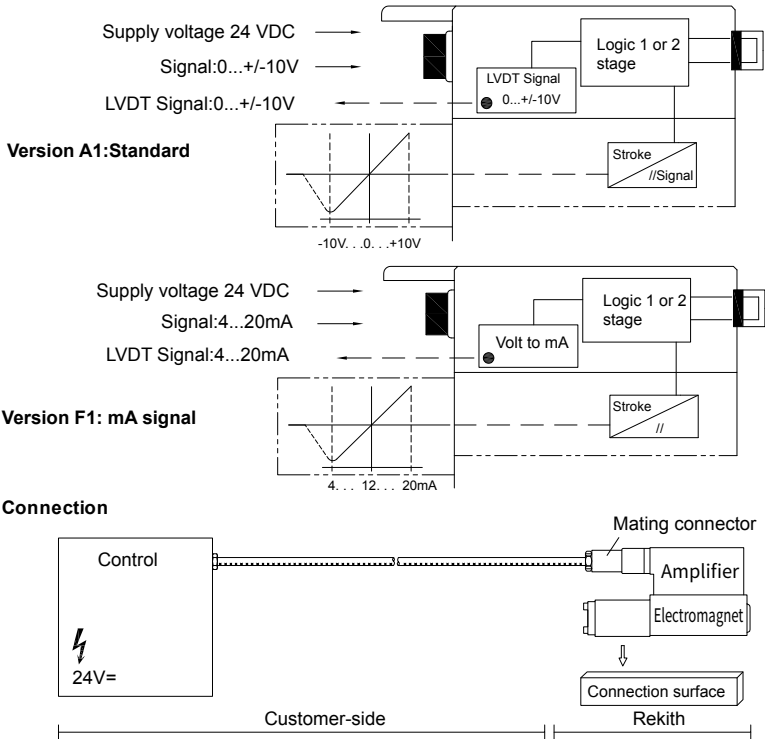 Supply voltage 24 VDC
Signal:0...+/-10V
LVDT Signal:0...+/-10V
Version A1:Standard
LVDT Signal
0...+/-10V
Logic 1 or 2
stage
Stroke
//Signal
-10V. . .0. . .+10V
Supply voltage 24 VDC
Signal:4...20mA
LVDT Signal:4...20mA
Version F1: mA signal
Volt to mA
Logic 1 or 2
stage
Stroke
//
4. . . 12. . . 20mA
Connection
Control
24V=
Mating connector
Amplifier
Electromagnet
Connection surface
Customer-side
Rekith